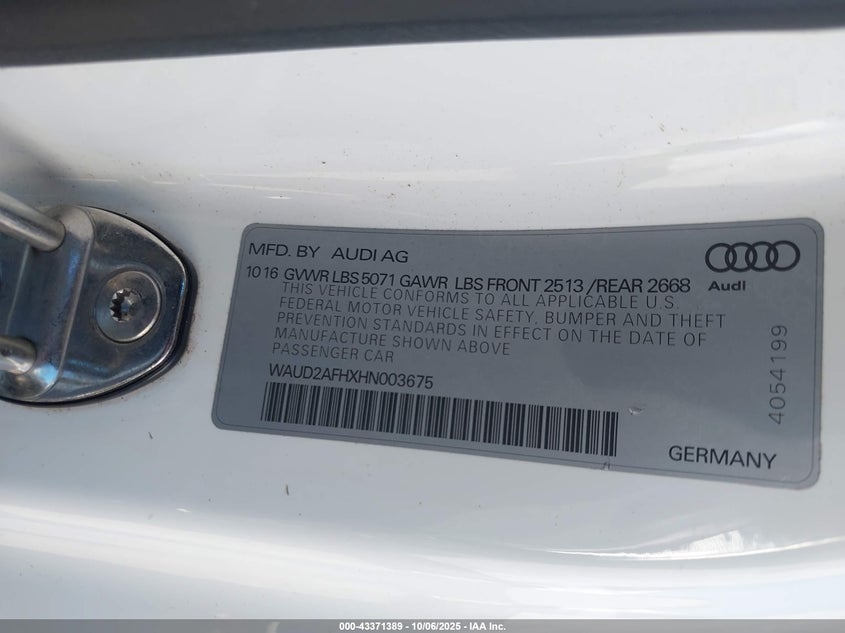 MFD. BY AUDI AG
10 16 GVWR LBS 5071 GAWR LBS FRONT 2513 /REAR 2668
THIS VEHICLE CONFORMS TO ALL APPLICABLE U.S.
FEDERAL MOTOR VEHICLE SAFETY, BUMPER AND THEFT
PREVENTION STANDARDS IN EFFECT ON THE DATE OF
MANUFACTURE SHOWN ABOVE
PASSENGER CAR
WAUD2AFHXHN003675
Audi
4054199
GERMANY
000-43371389 - 10/06/2025 - IAA Inc.